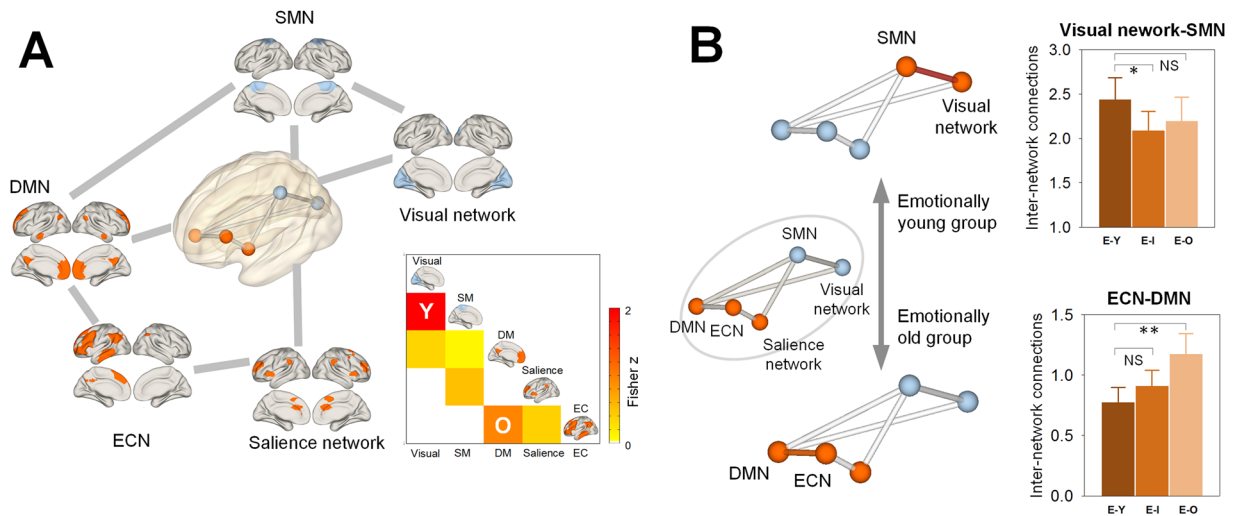 A
SMN
DMN
Visual network
ECN
Salience network
Visual
SM
DM
Salience
EC
Y
O
Visual
SM
DM
Salience
EC
2
1
0
Fisher z
B
SMN
Visual
network
Emotionally
young group
SMN
Visual
network
DMN
ECN
Salience
network
Emotionally
old group
DMN
ECN
Visual nework-SMN
Inter-network connections
3.0
2.5
2.0
1.5
1.0
*
NS
E-Y
E-I
E-O
ECN-DMN
Inter-network connections
1.5
1.0
0.5
0.0
**
NS
E-Y
E-I
E-O